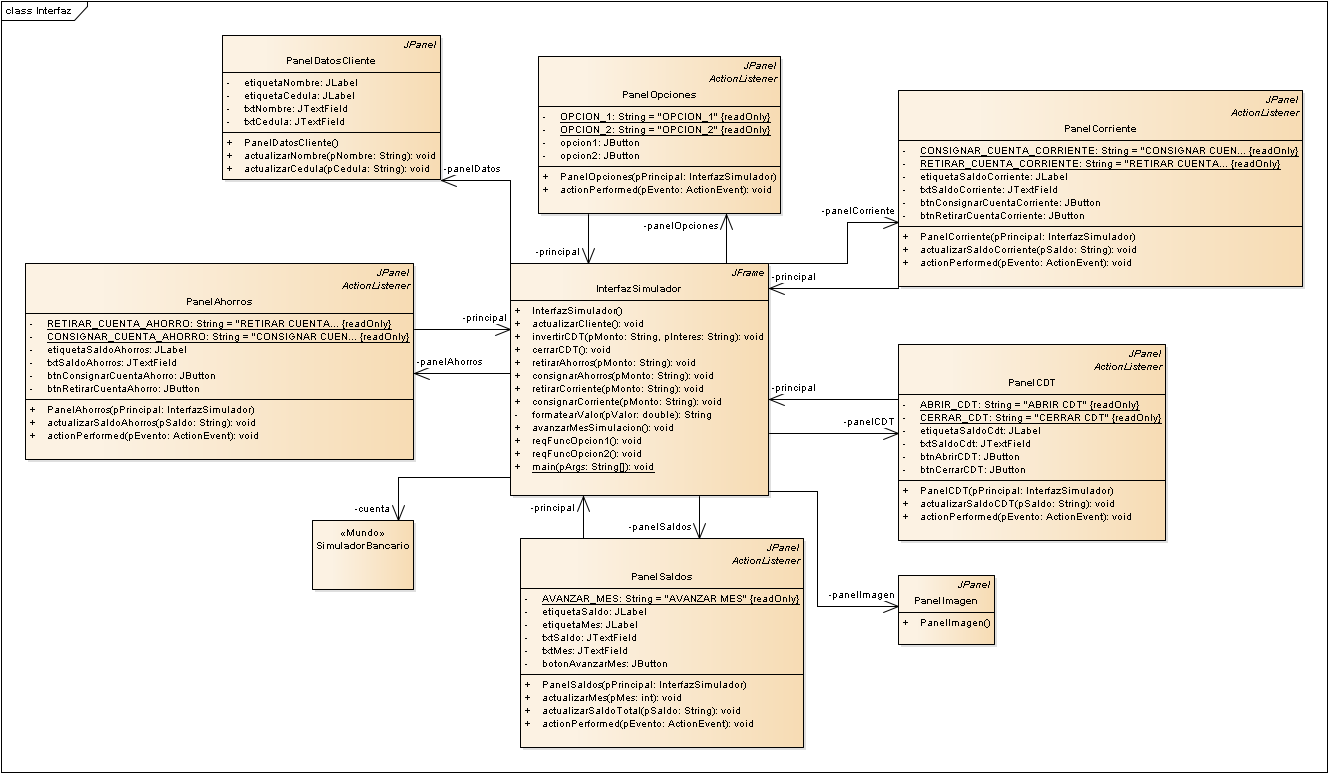 class Interfaz
JPanel
PanelDatosCliente
- etiquetaNombre: JLabel
- etiquetaCedula: JLabel
- txtNombre: JTextField
- txtCedula: JTextField
+ PanelDatosCliente()
+ actualizarNombre(pNombre: String): void
+ actualizarCedula(pCedula: String): void
-panelDatos
JPanel
ActionListener
PanelOpciones
- OPCION_1: String = "OPCION_1" {readOnly}
- OPCION_2: String = "OPCION_2" {readOnly}
- opcion1: JButton
- opcion2: JButton
+ PanelOpciones(pPrincipal: InterfazSimulador)
+ actionPerformed(pEvento: ActionEvent): void
-principal
-panelOpciones
JPanel
ActionListener
PanelCorriente
- CONSIGNAR_CUENTA_CORRIENTE: String = "CONSIGNAR CUEN... {readOnly}
- RETIRAR_CUENTA_CORRIENTE: String = "RETIRAR CUENTA... {readOnly}
- etiquetaSaldoCorriente: JLabel
- txtSaldoCorriente: JTextField
- btnConsignarCuentaCorriente: JButton
- btnRetirarCuentaCorriente: JButton
+ PanelCorriente(pPrincipal: InterfazSimulador)
+ actualizarSaldoCorriente(pSaldo: String): void
+ actionPerformed(pEvento: ActionEvent): void
-panelCorriente
-principal
JPanel
ActionListener
PanelAhorros
- RETIRAR_CUENTA_AHORRO: String = "RETIRAR CUENTA... {readOnly}
- CONSIGNAR_CUENTA_AHORRO: String = "CONSIGNAR CUEN... {readOnly}
- etiquetaSaldoAhorros: JLabel
- txtSaldoAhorros: JTextField
- btnConsignarCuentaAhorro: JButton
- btnRetirarCuentaAhorro: JButton
+ PanelAhorros(pPrincipal: InterfazSimulador)
+ actualizarSaldoAhorros(pSaldo: String): void
+ actionPerformed(pEvento: ActionEvent): void
-principal
-panelAhorros
JFrame
InterfazSimulador
+ InterfazSimulador()
+ actualizarCliente(): void
+ invertirCDT(pMonto: String, pInteres: String): void
+ cerrarCDT(): void
+ retirarAhorros(pMonto: String): void
+ consignarAhorros(pMonto: String): void
+ retirarCorriente(pMonto: String): void
+ consignarCorriente(pMonto: String): void
- formatearValor(pValor: double): String
+ avanzarMesSimulacion(): void
+ reqFuncOpcion1(): void
+ reqFuncOpcion2(): void
+ main(pArgs: String[]): void
-principal
-panelCDT
JPanel
ActionListener
PanelCDT
- ABRIR_CDT: String = "ABRIR CDT" {readOnly}
- CERRAR_CDT: String = "CERRAR CDT" {readOnly}
- etiquetaSaldoCdt: JLabel
- txtSaldoCdt: JTextField
- btnAbrirCDT: JButton
- btnCerrarCDT: JButton
+ PanelCDT(pPrincipal: InterfazSimulador)
+ actualizarSaldoCDT(pSaldo: String): void
+ actionPerformed(pEvento: ActionEvent): void
-cuenta
«Mundo»
SimuladorBancario
-principal
-panelSaldos
JPanel
ActionListener
PanelSaldos
- AVANZAR_MES: String = "AVANZAR MES" {readOnly}
- etiquetaSaldo: JLabel
- etiquetaMes: JLabel
- txtSaldo: JTextField
- txtMes: JTextField
- botonAvanzarMes: JButton
+ PanelSaldos(pPrincipal: InterfazSimulador)
+ actualizarMes(pMes: int): void
+ actualizarSaldoTotal(pSaldo: String): void
+ actionPerformed(pEvento: ActionEvent): void
-panelImagen
JPanel
PanelImagen
+ PanelImagen()